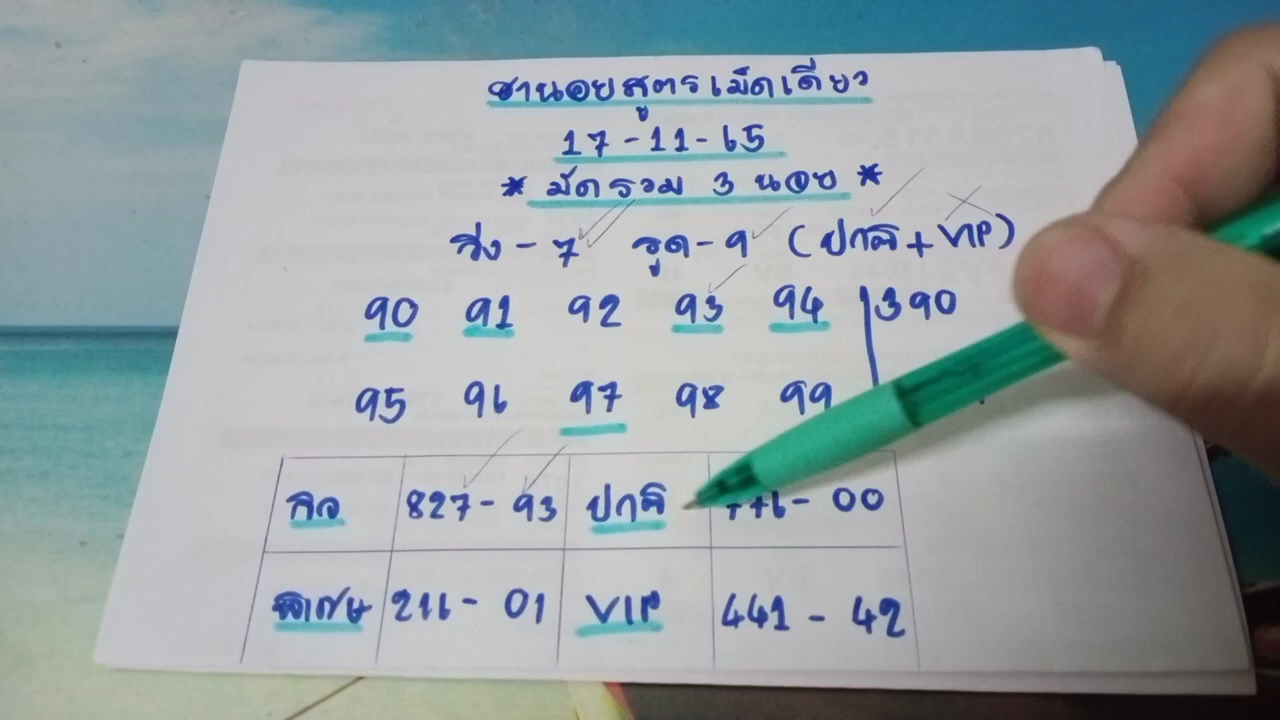 ฮานอยสูตรเม็ดเดียว
17-11-65
* มัดรวม 3 นอย *
วิ่ง - 7 รูด - 9 (ปกติ + VIP)
90 91 92 93 94 390
95 96 97 98 99
827 - 93 ปกติ - 00
พิเศษ 216 - 01 VIP 441 - 42